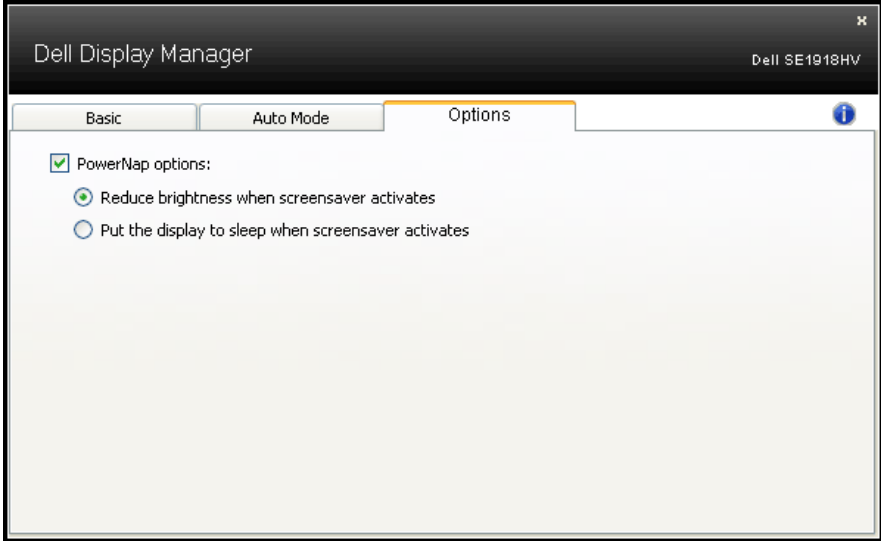 Dell Display Manager
Dell SE1918HV
Basic
Auto Mode
Options
PowerNap options:
Reduce brightness when screensaver activates
Put the display to sleep when screensaver activates